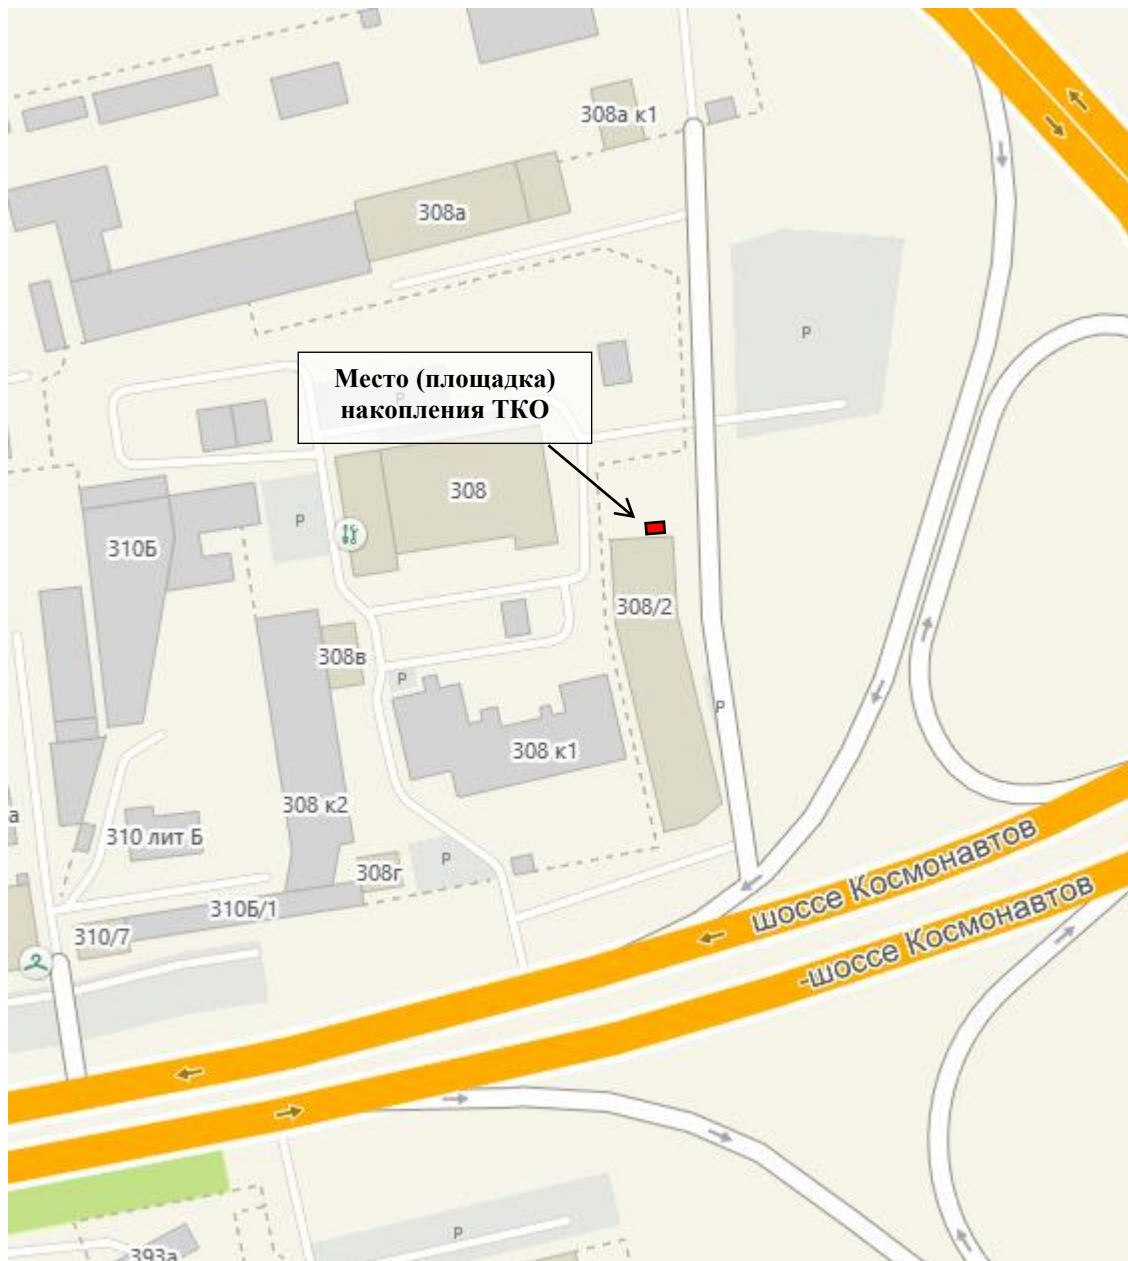 308а к1
308а
Р
Место (площадка)
накопления ТКО
Р
308
Р
310Б
308/2
308в
Р
Р
308 к1
308 к2
а
310 лит Б
шоссе Космонавтов
Р
308г
310Б/1
-шоссе Космонавтов
310/7
Р
393а